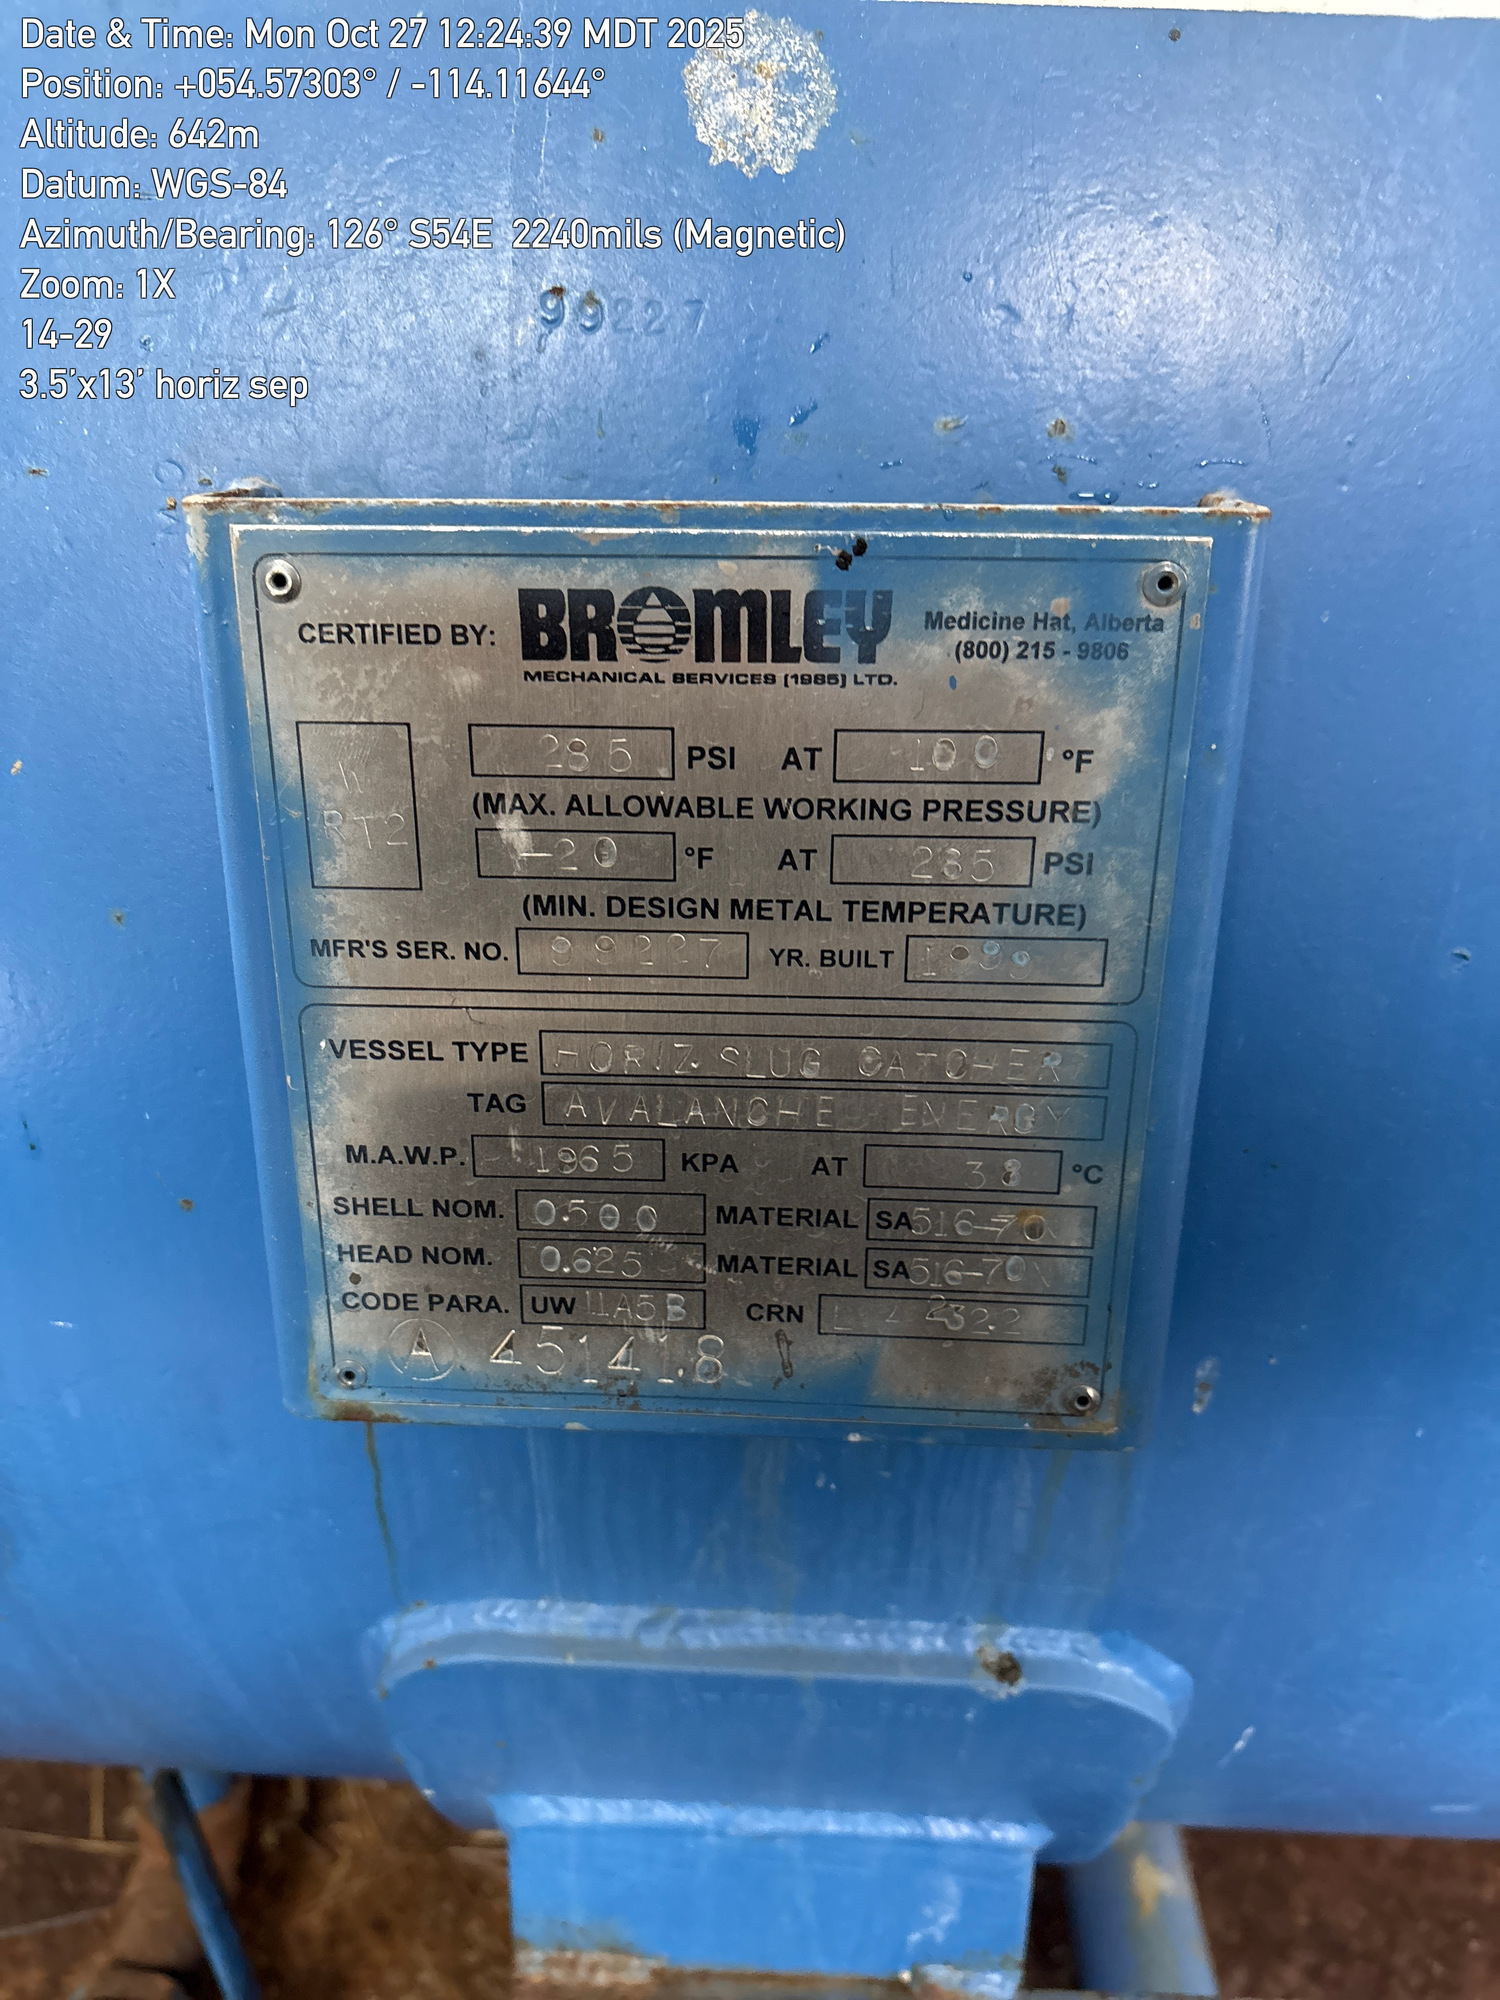 Date & Time: Mon Oct 27 12:24:39 MDT 2025
Position: +054.57303° / -114.11644°
Altitude: 642m
Datum: WGS-84
Azimuth/Bearing: 126° S54E 2240mils (Magnetic)
Zoom: 1X
14-29
3.5'x13' horiz sep
99227
CERTIFIED BY: BROMLEY Medicine Hat, Alberta
(800) 215 - 9806
MECHANICAL SERVICES (1985) LTD.
W
RT2
285 PSI AT 100 °F
(MAX. ALLOWABLE WORKING PRESSURE)
-20 °F AT 285 PSI
(MIN. DESIGN METAL TEMPERATURE)
MFR'S SER. NO. 99227 YR. BUILT 1999
VESSEL TYPE HORIZ. SLUG CATCHER
TAG AVALANCHE ENERGY
M.A.W.P. 1965 KPA AT 38 °C
SHELL NOM. 0.500 MATERIAL SA516-70N
HEAD NOM. 0.625 MATERIAL SA516-70N
CODE PARA. UW 11A5B CRN
A 451418